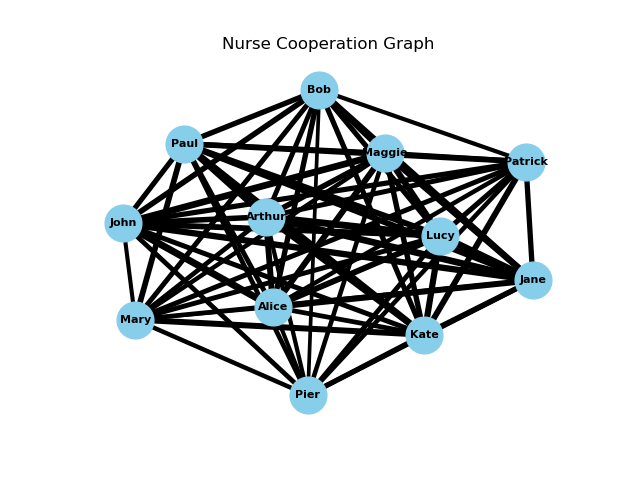 Nurse Cooperation Graph
Bob
Paul
Maggie
Patrick
John
Arthur
Lucy
Jane
Alice
Mary
Kate
Pier